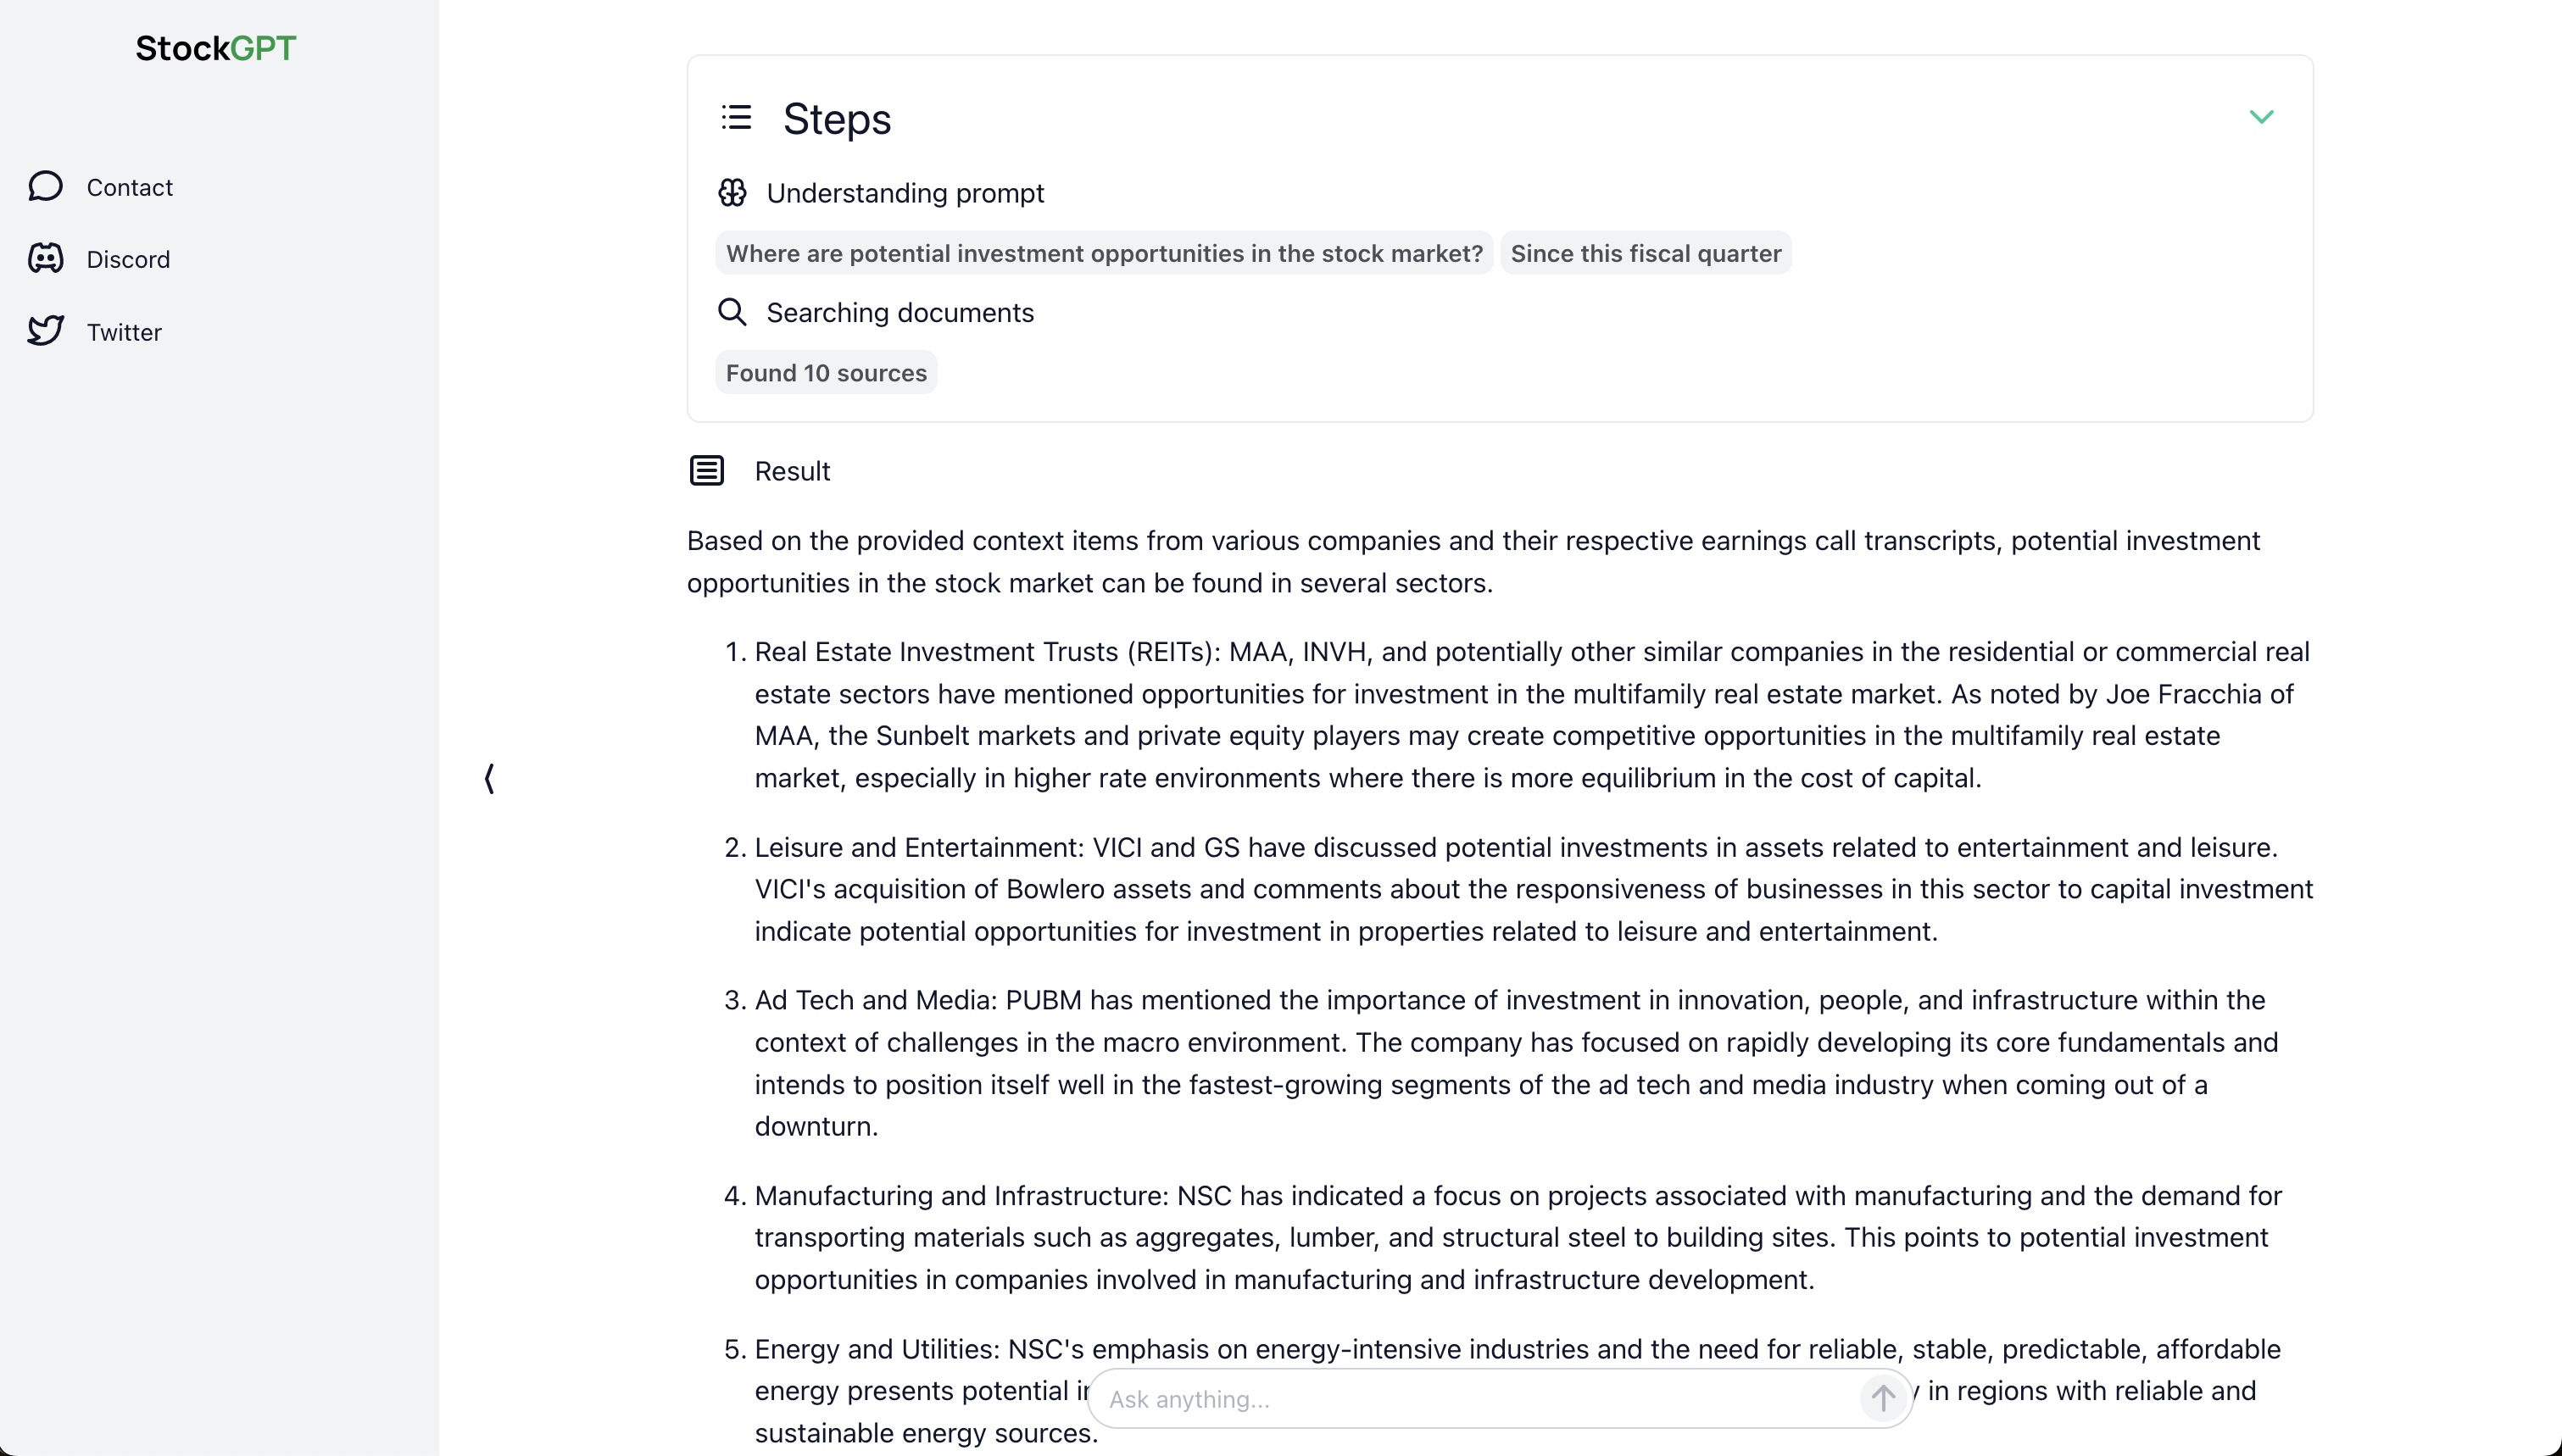 StockGPT
Contact
Discord
Twitter
Steps
Understanding prompt
Where are potential investment opportunities in the stock market? Since this fiscal quarter
Searching documents
Found 10 sources
Result
Based on the provided context items from various companies and their respective earnings call transcripts, potential investment
opportunities in the stock market can be found in several sectors.
1. Real Estate Investment Trusts (REITs): MAA, INVH, and potentially other similar companies in the residential or commercial real
estate sectors have mentioned opportunities for investment in the multifamily real estate market. As noted by Joe Fracchia of
MAA, the Sunbelt markets and private equity players may create competitive opportunities in the multifamily real estate
market, especially in higher rate environments where there is more equilibrium in the cost of capital.
2. Leisure and Entertainment: VICI and GS have discussed potential investments in assets related to entertainment and leisure.
VICI's acquisition of Bowlero assets and comments about the responsiveness of businesses in this sector to capital investment
indicate potential opportunities for investment in properties related to leisure and entertainment.
3. Ad Tech and Media: PUBM has mentioned the importance of investment in innovation, people, and infrastructure within the
context of challenges in the macro environment. The company has focused on rapidly developing its core fundamentals and
intends to position itself well in the fastest-growing segments of the ad tech and media industry when coming out of a
downturn.
4. Manufacturing and Infrastructure: NSC has indicated a focus on projects associated with manufacturing and the demand for
transporting materials such as aggregates, lumber, and structural steel to building sites. This points to potential investment
opportunities in companies involved in manufacturing and infrastructure development.
5. Energy and Utilities: NSC's emphasis on energy-intensive industries and the need for reliable, stable, predictable, affordable
energy presents potential in regions with reliable and
Ask anything...
sustainable energy sources.